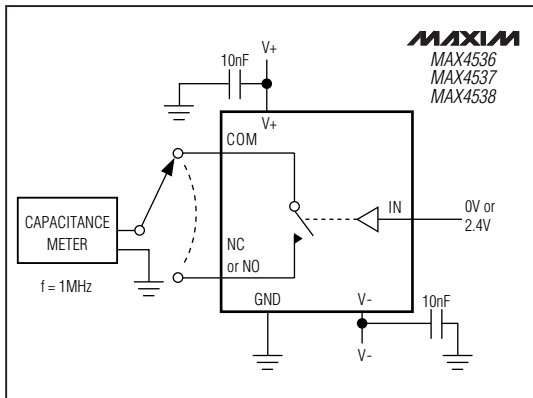 MAXIM
MAX4536
MAX4537
MAX4538
V+
10nF
V+
COM
IN
0V or
2.4V
CAPACITANCE
METER
NC
or NO
f = 1MHz
GND
V-
10nF
V-